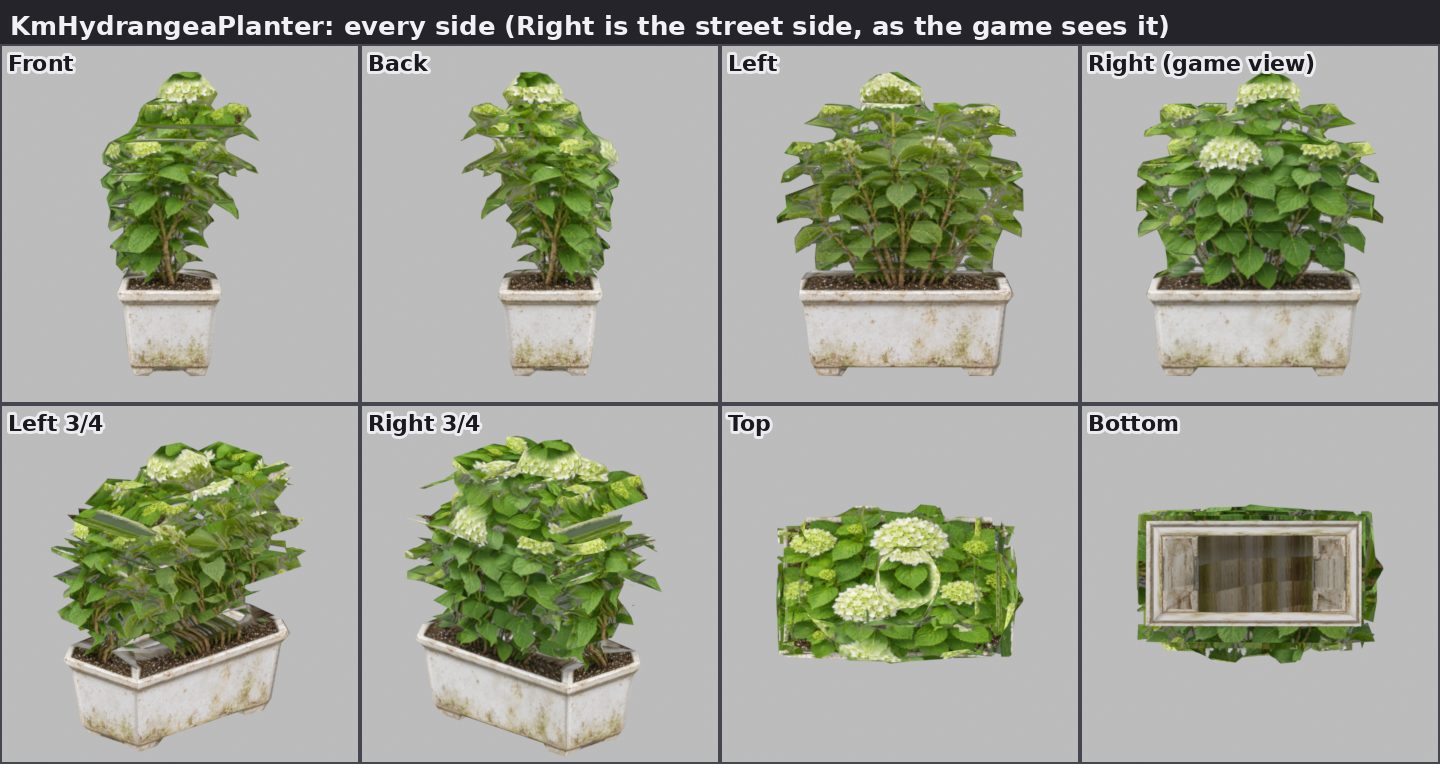 KmHydrangeaPlanter: every side (Right is the street side, as the game sees it)
Front
Back
Left
Right (game view)
Left 3/4
Right 3/4
Top
Bottom